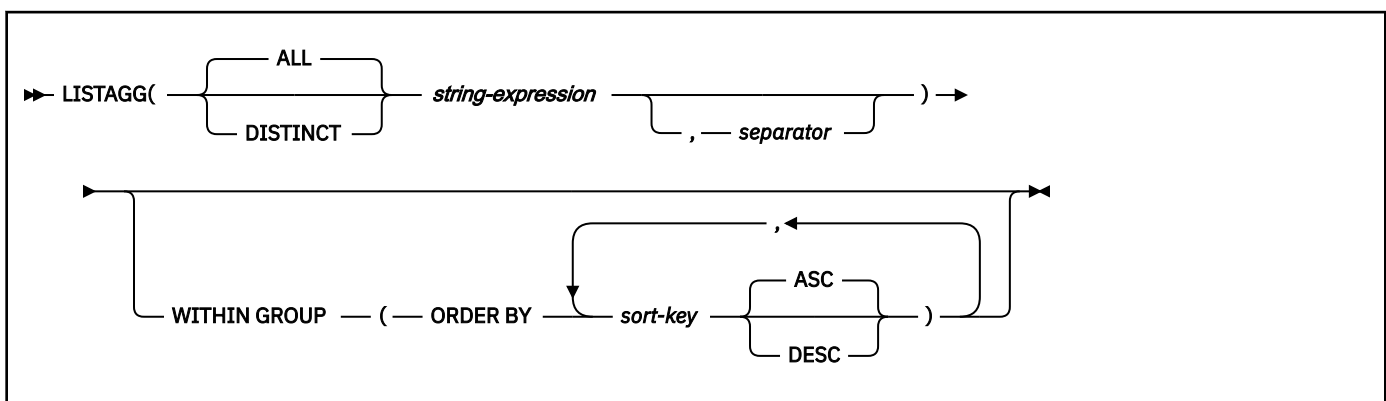 ALL
LISTAGG( string-expression )
DISTINCT , separator
,
ASC
WITHIN GROUP ( ORDER BY sort-key )
DESC